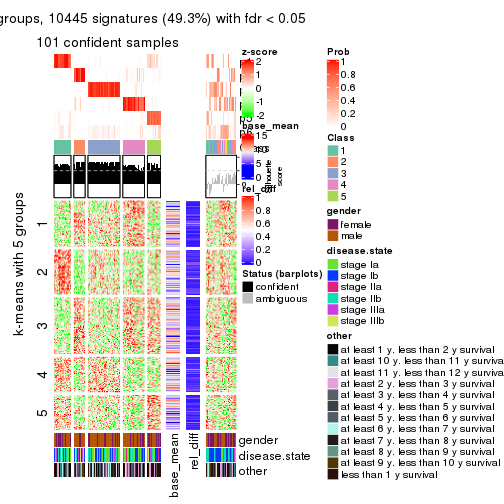 groups, 10445 signatures (49.3%) with fdr < 0.05
101 confident samples
z-score
2
1
0
-1
-2
base_mean
15
10
5
0
rel_diff
1
0.8
0.6
0.4
0.2
0
Status (barplots)
confident
ambiguous
Prob
1
0.8
0.6
0.4
0.2
0
Class
1
2
3
4
5
gender
female
male
disease.state
stage Ia
stage Ib
stage IIa
stage IIb
stage IIIa
stage IIIb
other
at least 1 y. less than 2 y survival
at least 10 y. less than 11 y surviva
at least 11 y. less than 12 y surviva
at least 2 y. less than 3 y survival
at least 3 y. less than 4 y survival
at least 4 y. less than 5 y survival
at least 5 y. less than 6 y survival
at least 6 y. less than 7 y survival
at least 7 y. less than 8 y survival
at least 8 y. less than 9 y survival
at least 9 y. less than 10 y survival
less than 1 y survival
k-means with 5 groups
1
2
3
4
5
score
gender
disease.state
other
base_mean
rel_diff